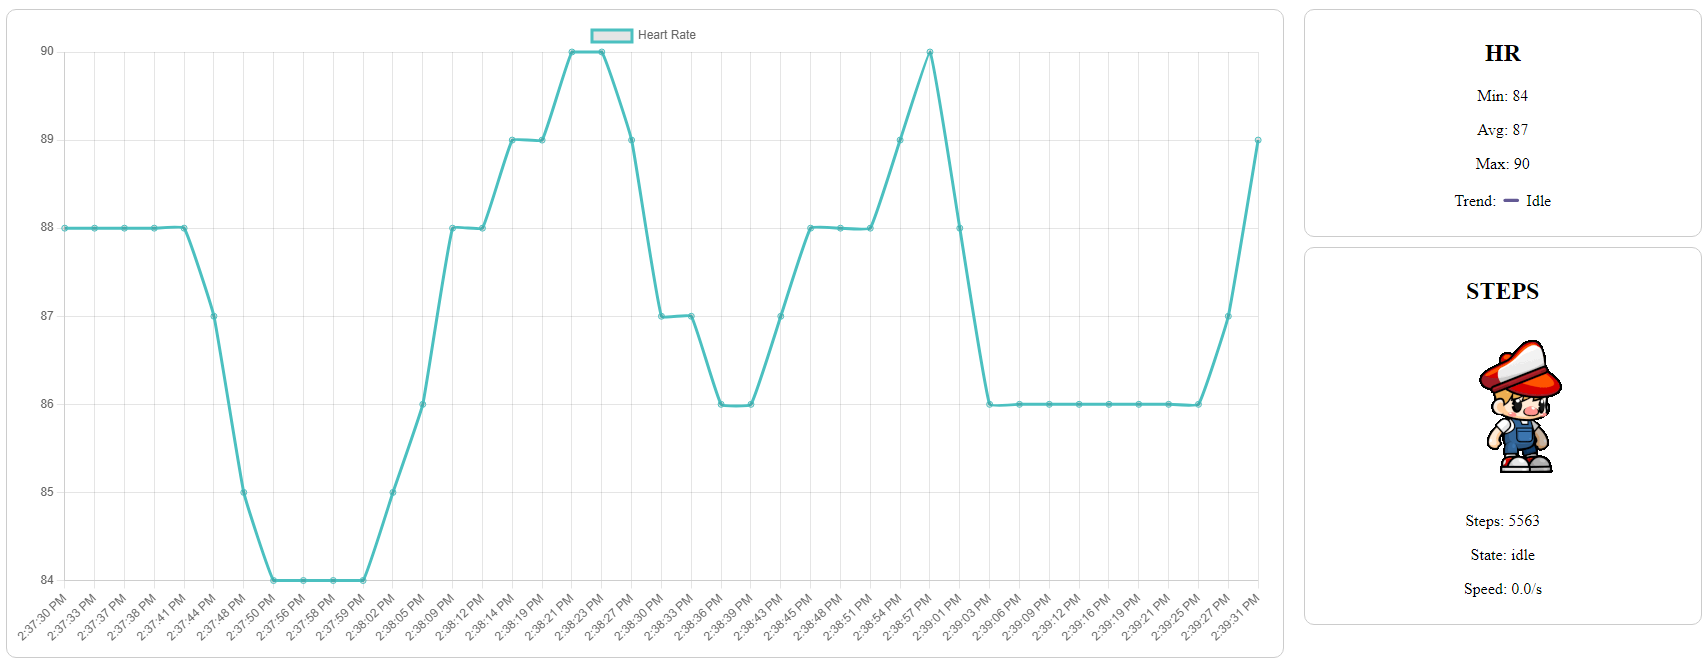 Heart Rate
90
89
88
87
86
85
84
2:37:30 PM
2:37:33 PM
2:37:37 PM
2:37:38 PM
2:37:41 PM
2:37:44 PM
2:37:48 PM
2:37:50 PM
2:37:56 PM
2:37:58 PM
2:37:59 PM
2:38:02 PM
2:38:05 PM
2:38:09 PM
2:38:12 PM
2:38:14 PM
2:38:19 PM
2:38:21 PM
2:38:23 PM
2:38:27 PM
2:38:30 PM
2:38:33 PM
2:38:36 PM
2:38:39 PM
2:38:43 PM
2:38:45 PM
2:38:48 PM
2:38:51 PM
2:38:54 PM
2:38:57 PM
2:39:01 PM
2:39:03 PM
2:39:06 PM
2:39:09 PM
2:39:12 PM
2:39:16 PM
2:39:19 PM
2:39:21 PM
2:39:25 PM
2:39:27 PM
2:39:31 PM
HR
Min: 84
Avg: 87
Max: 90
Trend: Idle
STEPS
Steps: 5563
State: idle
Speed: 0.0/s